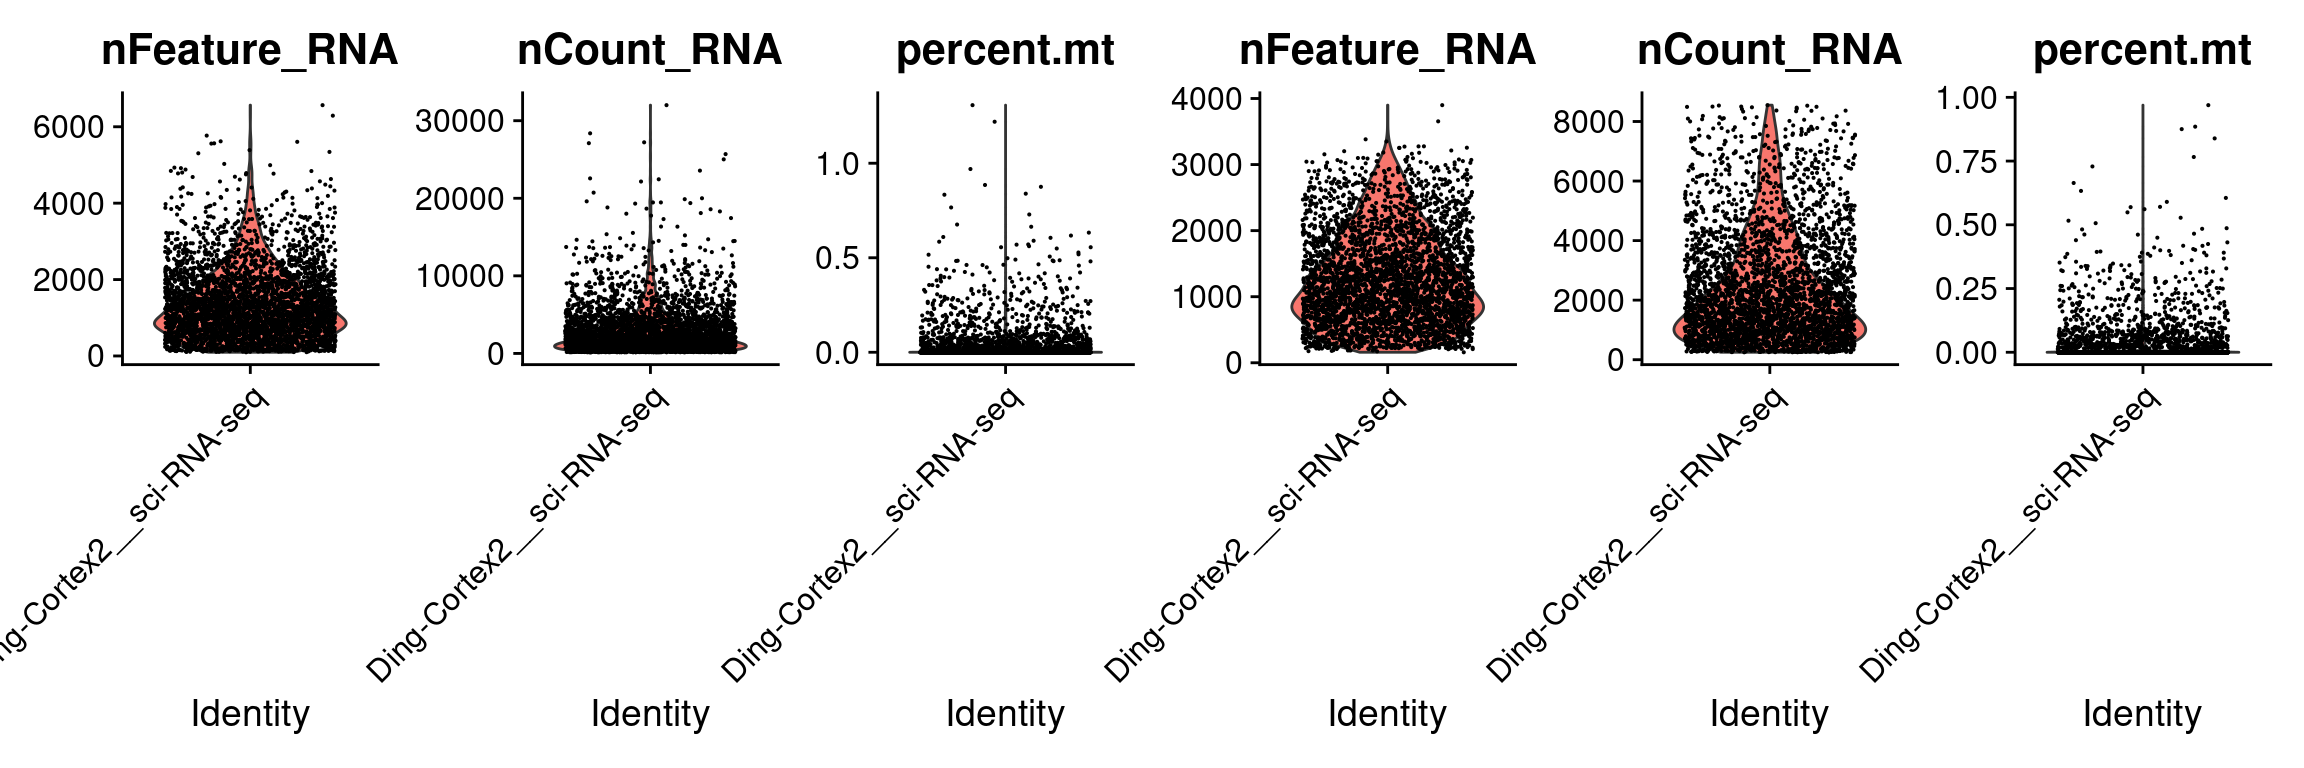 nFeature_RNA
6000
4000
2000
0
ng-Cortex2__sci-RNA-seq
Identity
nCount_RNA
30000
20000
10000
0
Ding-Cortex2__sci-RNA-seq
Identity
percent.mt
1.0
0.5
0.0
Ding-Cortex2__sci-RNA-seq
Identity
nFeature_RNA
4000
3000
2000
1000
0
Ding-Cortex2__sci-RNA-seq
Identity
nCount_RNA
8000
6000
4000
2000
0
Ding-Cortex2__sci-RNA-seq
Identity
percent.mt
1.00
0.75
0.50
0.25
0.00
Ding-Cortex2__sci-RNA-seq
Identity